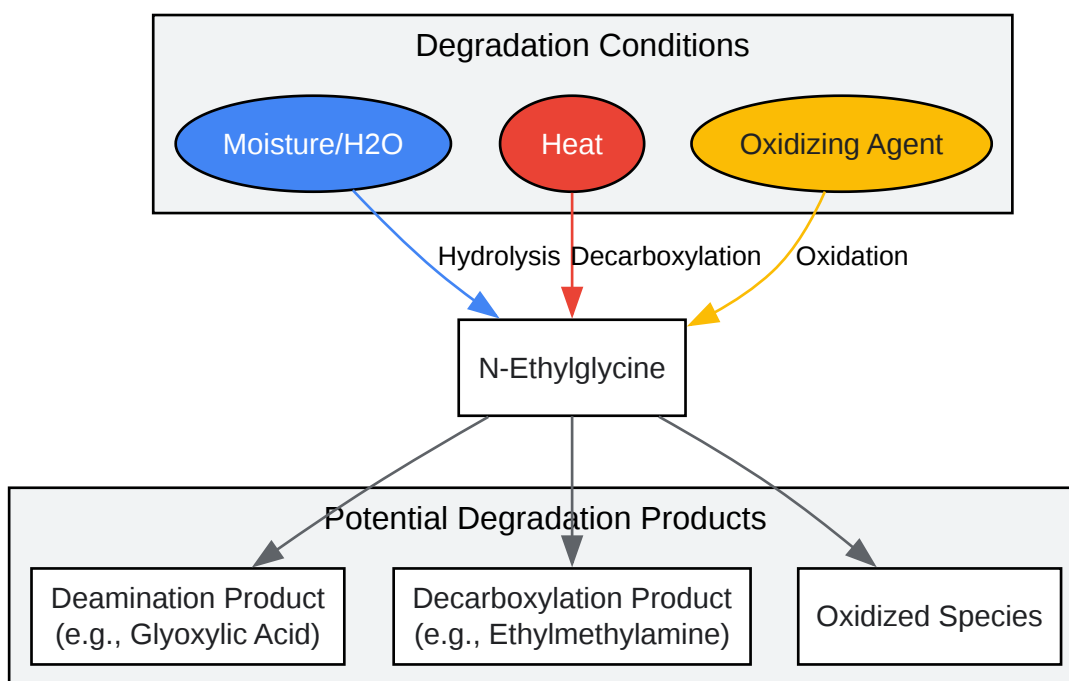 Degradation Conditions
Moisture/H2O
Heat
Oxidizing Agent
Hydrolysis
Decarboxylation
Oxidation
N-Ethylglycine
Potential Degradation Products
Deamination Product
(e.g., Glyoxylic Acid)
Decarboxylation Product
(e.g., Ethylmethylamine)
Oxidized Species